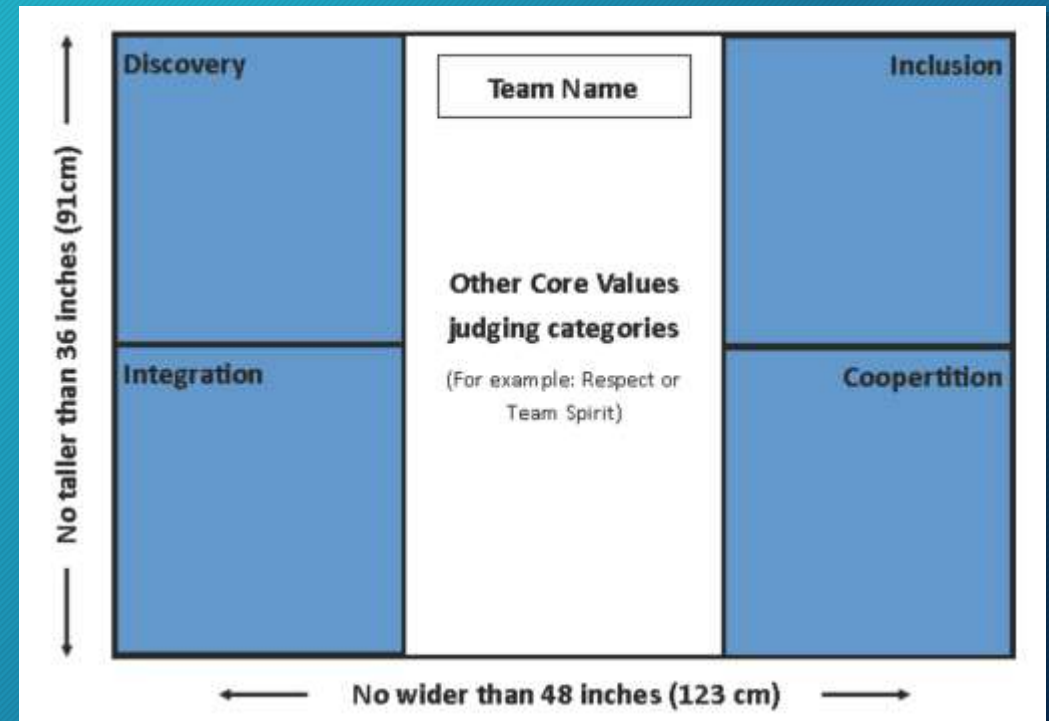 Discovery
Team Name
Inclusion
No taller than 36 inches (91cm)
Other Core Values
judging categories
(For example: Respect or
Team Spirit)
Integration
Coopertition
No wider than 48 inches (123 cm)